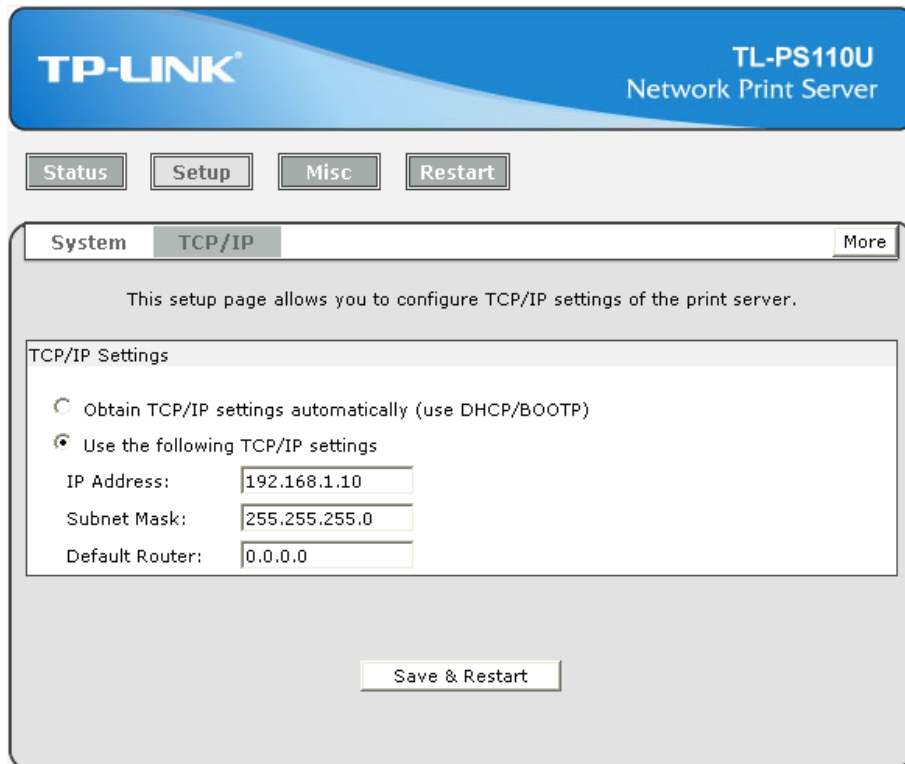 TP-LINK®
TL-PS110U
Network Print Server
Status Setup Misc Restart
System TCP/IP More
This setup page allows you to configure TCP/IP settings of the print server.
TCP/IP Settings
Obtain TCP/IP settings automatically (use DHCP/BOOTP)
Use the following TCP/IP settings
IP Address: 192.168.1.10
Subnet Mask: 255.255.255.0
Default Router: 0.0.0.0
Save & Restart